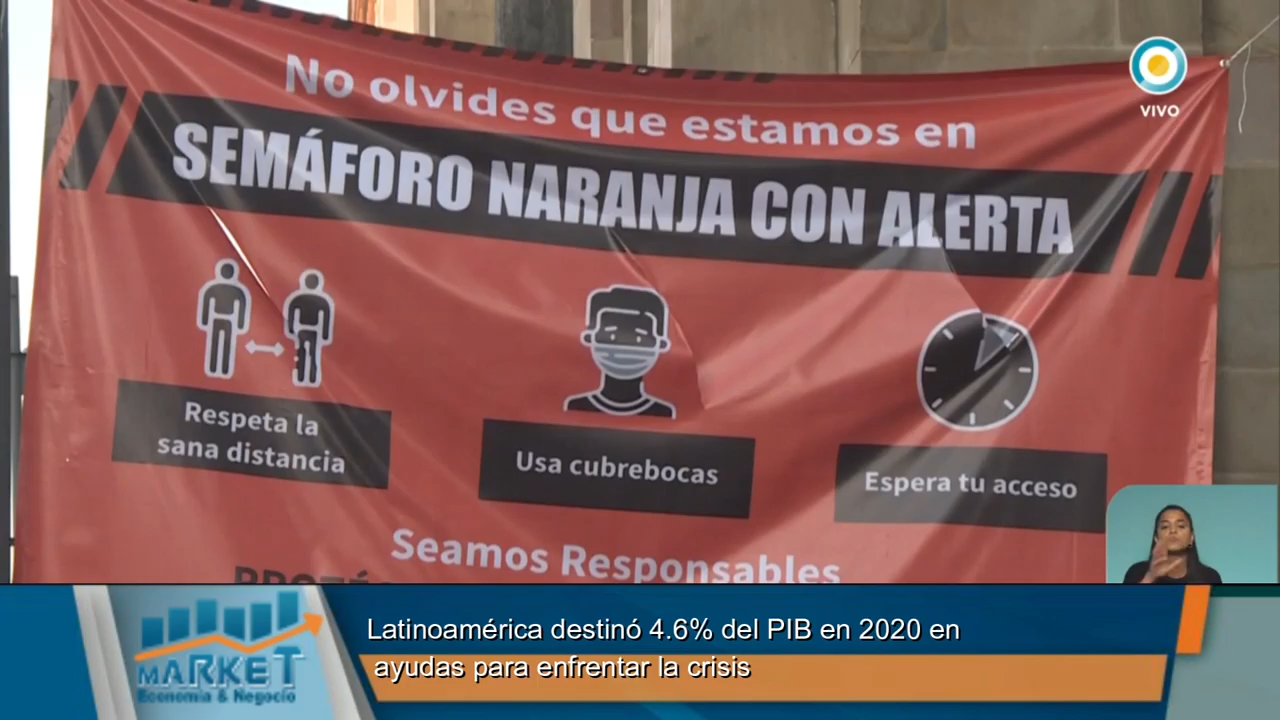 No olvides que estamos en
SEMÁFORO NARANJA CON ALERTA
VIVO
Respeta la
sana distancia
Usa cubrebocas
Espera tu acceso
Seamos Responsables
MARKET
Economía & Negocio
Latinoamérica destinó 4.6% del PIB en 2020 en
ayudas para enfrentar la crisis